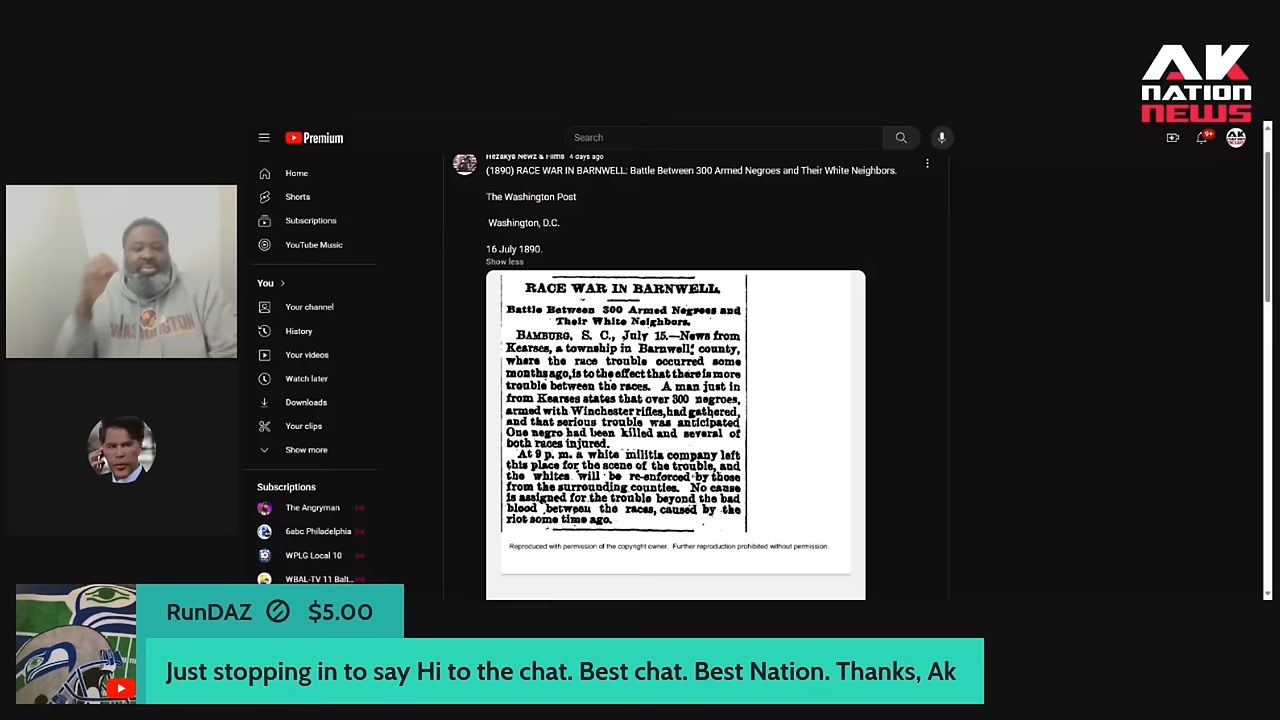 AK
NATION
NEWS
Premium
Search
9+
Home
Shorts
Subscriptions
YouTube Music
You
Your channel
History
Your videos
Watch later
Downloads
Your clips
Show more
Subscriptions
The Angryman
6abc Philadelphia
WPLG Local 10
WBAL-TV 11 Balt...
Hezakya Newz & Films 4 days ago
(1890) RACE WAR IN BARNWELL: Battle Between 300 Armed Negroes and Their White Neighbors.
The Washington Post
Washington, D.C.
16 July 1890.
Show less
RACE WAR IN BARNWELL.
Battle Between 300 Armed Negroes and
Their White Neighbors.
BAMBURG, S. C., July 15.—News from
Kearses, a township in Barnwell county,
where the race trouble occurred some
months ago, is to the effect that there is more
trouble between the races. A man just in
from Kearses states that over 300 negroes,
armed with Winchester rifles, had gathered,
and that serious trouble was anticipated
One negro had been killed and several of
both races injured.
At 9 p. m. a white militia company left
this place for the scene of the trouble, and
the whites will be re-enforced by those
from the surrounding counties. No cause
is assigned for the trouble beyond the bad
blood between the races, caused by the
riot some time ago.
Reproduced with permission of the copyright owner. Further reproduction prohibited without permission.
WASHINGTON
RunDAZ $5.00
Just stopping in to say Hi to the chat. Best chat. Best Nation. Thanks, Ak